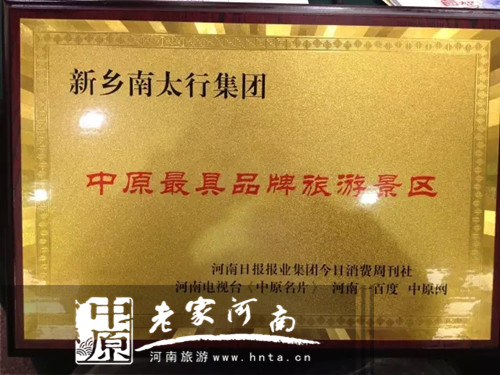 新乡南太行集团
中原最具品牌旅游景区
河南日报报业集团今日消费周刊社
河南电视台《中原名片》 河南一百度 中原网
中原
老家河南
河南旅游 www.hnta.cn